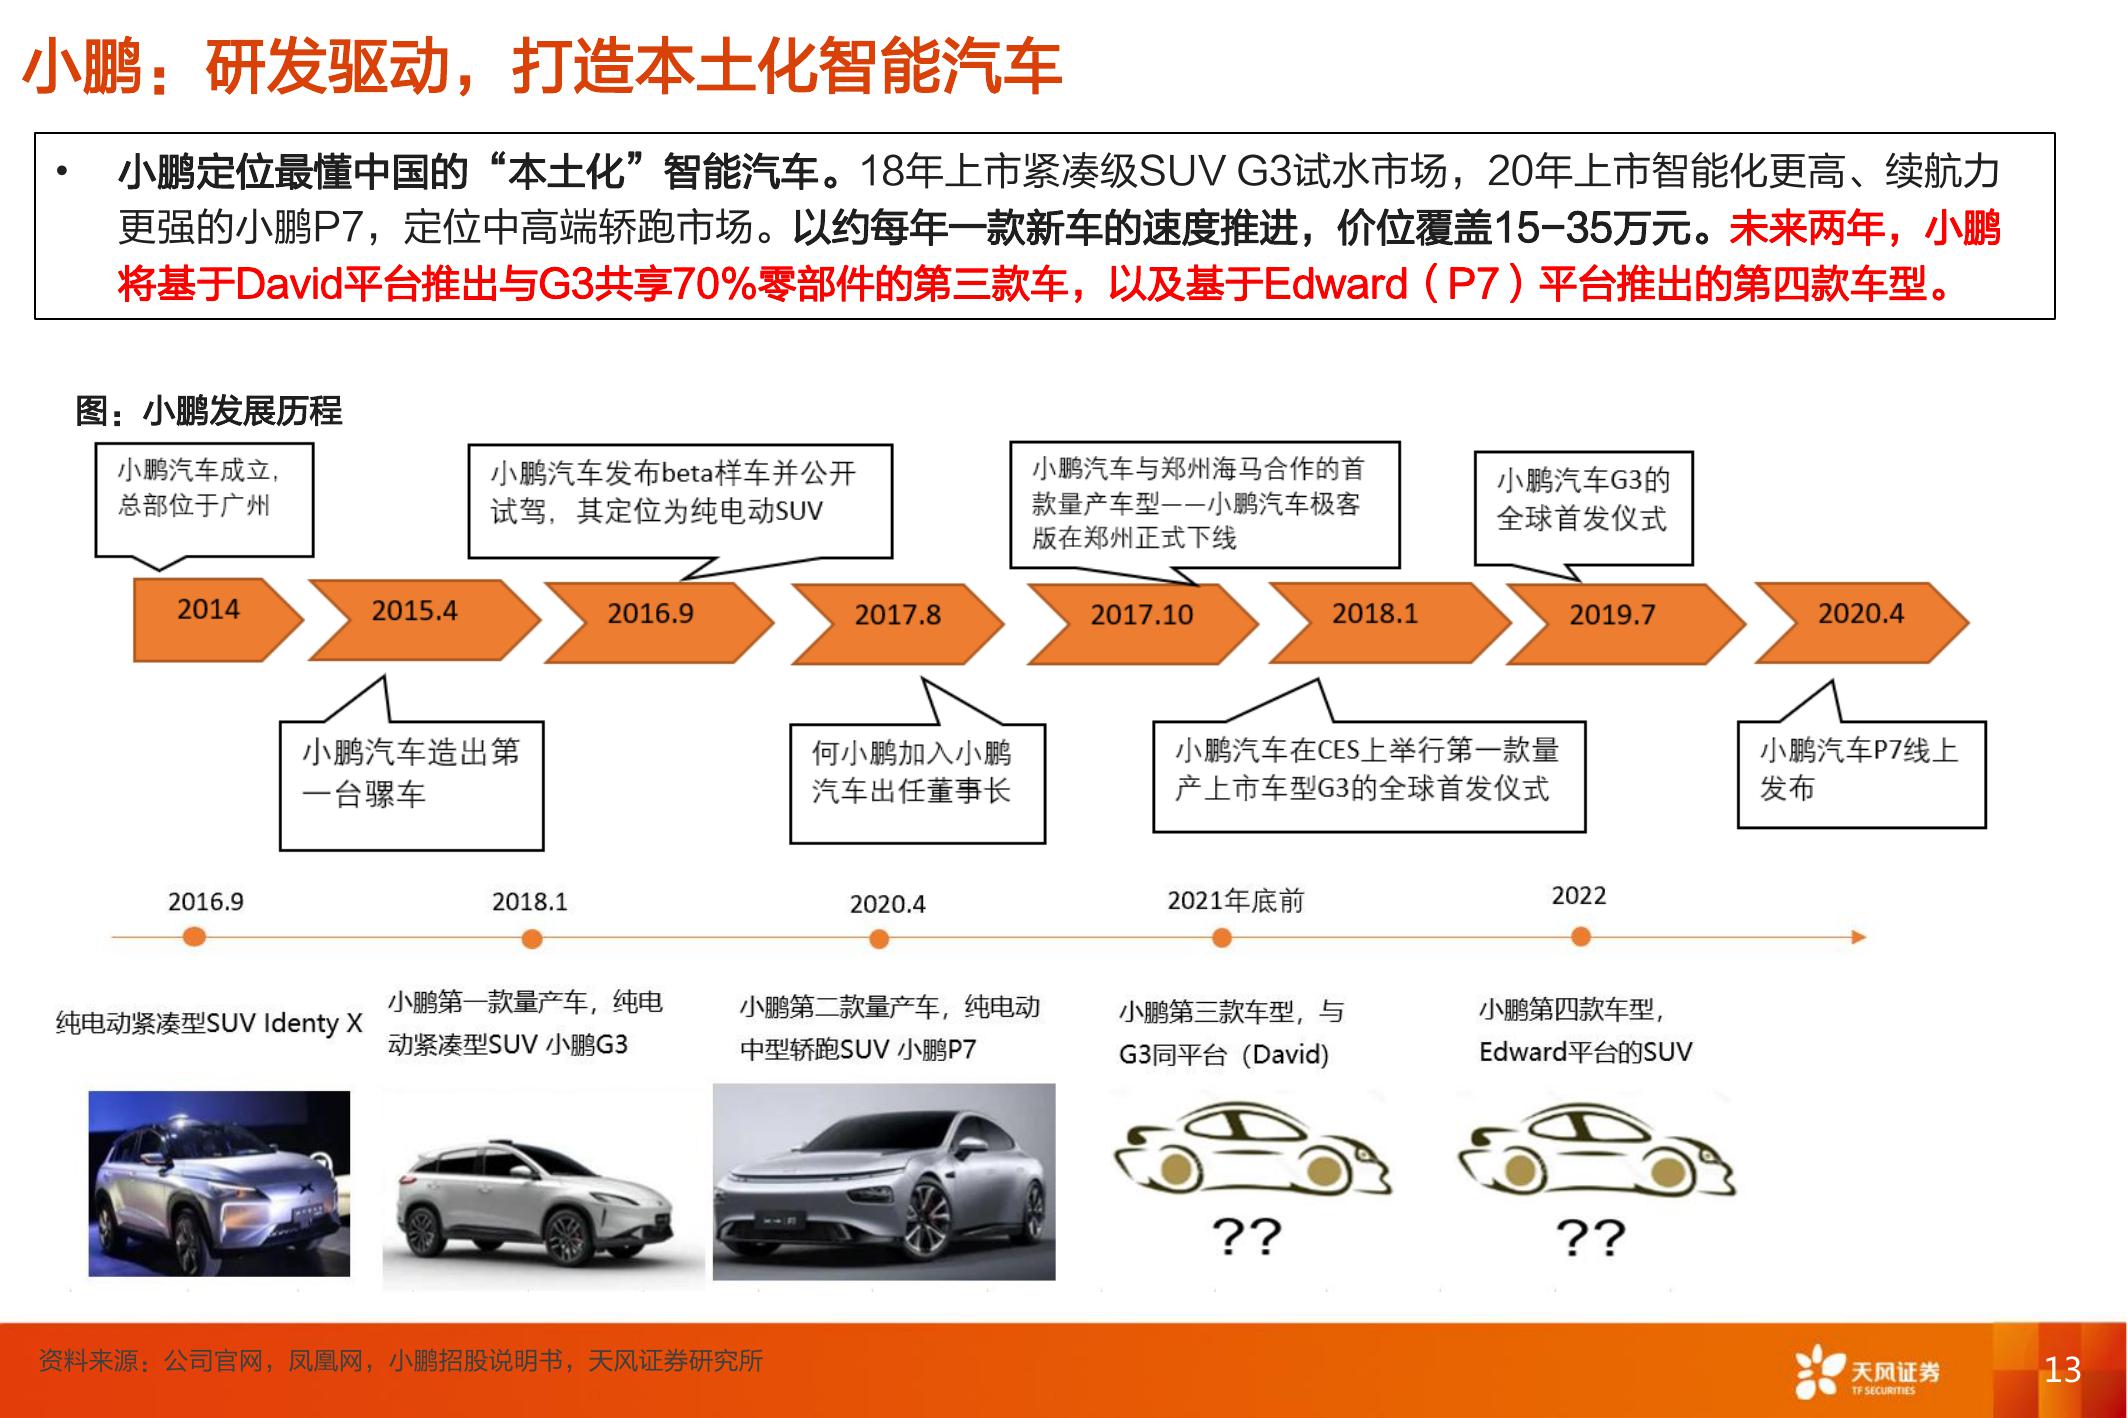 小鹏：研发驱动，打造本土化智能汽车
• 小鹏定位最懂中国的“本土化”智能汽车。18年上市紧凑级SUV G3试水市场，20年上市智能化更高、续航力
更强的小鹏P7，定位中高端轿跑市场。以约每年一款新车的速度推进，价位覆盖15-35万元。未来两年，小鹏
将基于David平台推出与G3共享70%零部件的第三款车，以及基于Edward（P7）平台推出的第四款车型。
图：小鹏发展历程
小鹏汽车成立，
总部位于广州
小鹏汽车发布beta样车并公开
试驾，其定位为纯电动SUV
小鹏汽车与郑州海马合作的首
款量产车型——小鹏汽车极客
版在郑州正式下线
小鹏汽车G3的
全球首发仪式
2014
2015.4
2016.9
2017.8
2017.10
2018.1
2019.7
2020.4
小鹏汽车造出第
一台骡车
何小鹏加入小鹏
汽车出任董事长
小鹏汽车在CES上举行第一款量
产上市车型G3的全球首发仪式
小鹏汽车P7线上
发布
2016.9
2018.1
2020.4
2021年底前
2022
纯电动紧凑型SUV Identy X
小鹏第一款量产车，纯电
动紧凑型SUV 小鹏G3
小鹏第二款量产车，纯电动
中型轿跑SUV 小鹏P7
小鹏第三款车型，与
G3同平台（David)
小鹏第四款车型，
Edward平台的SUV
??
??
资料来源：公司官网，凤凰网，小鹏招股说明书，天风证券研究所
天风证券
TF SECURITIES
13